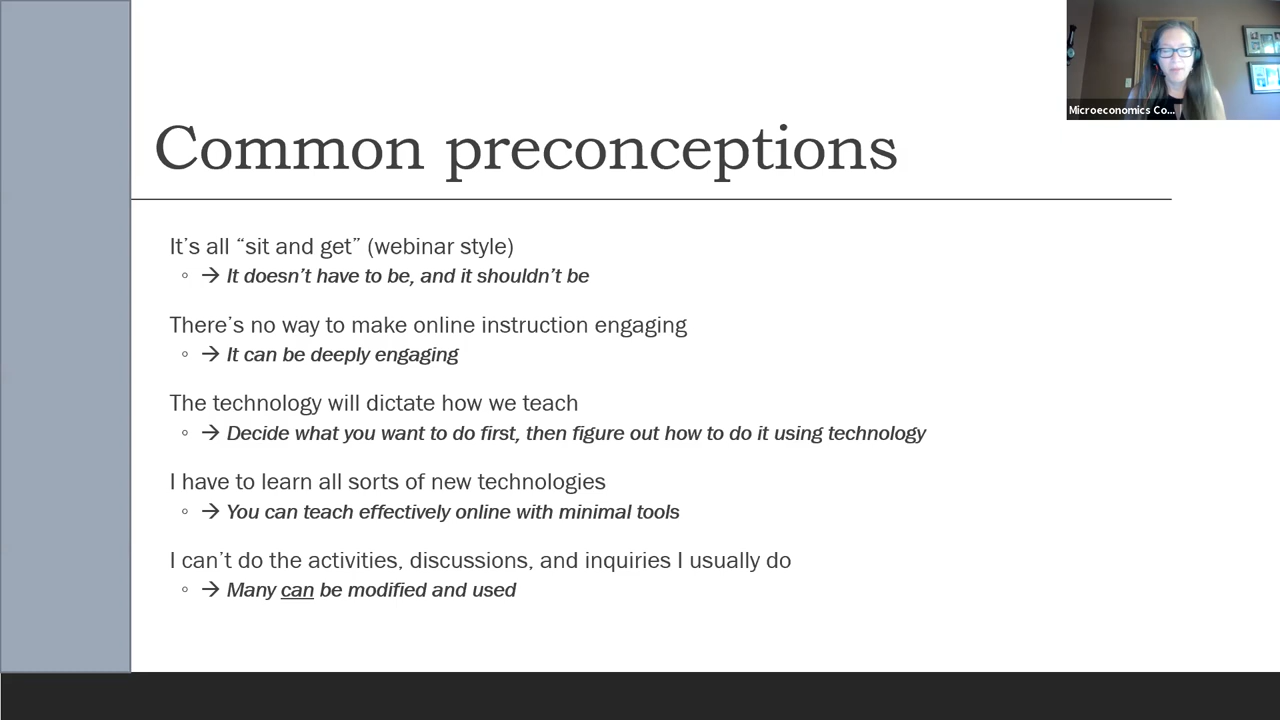 Microeconomics Co...
Common preconceptions
It’s all “sit and get” (webinar style)
◦ → It doesn’t have to be, and it shouldn’t be
There’s no way to make online instruction engaging
◦ → It can be deeply engaging
The technology will dictate how we teach
◦ → Decide what you want to do first, then figure out how to do it using technology
I have to learn all sorts of new technologies
◦ → You can teach effectively online with minimal tools
I can’t do the activities, discussions, and inquiries I usually do
◦ → Many can be modified and used